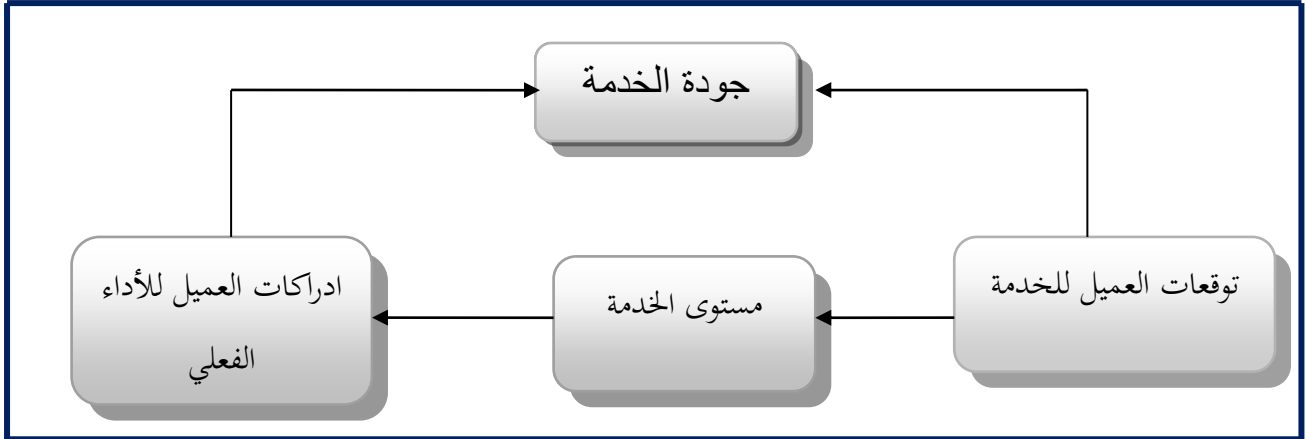 جودة الخدمة
توقعات العميل للخدمة
مستوى الخدمة
ادراكات العميل للأداء
الفعلي